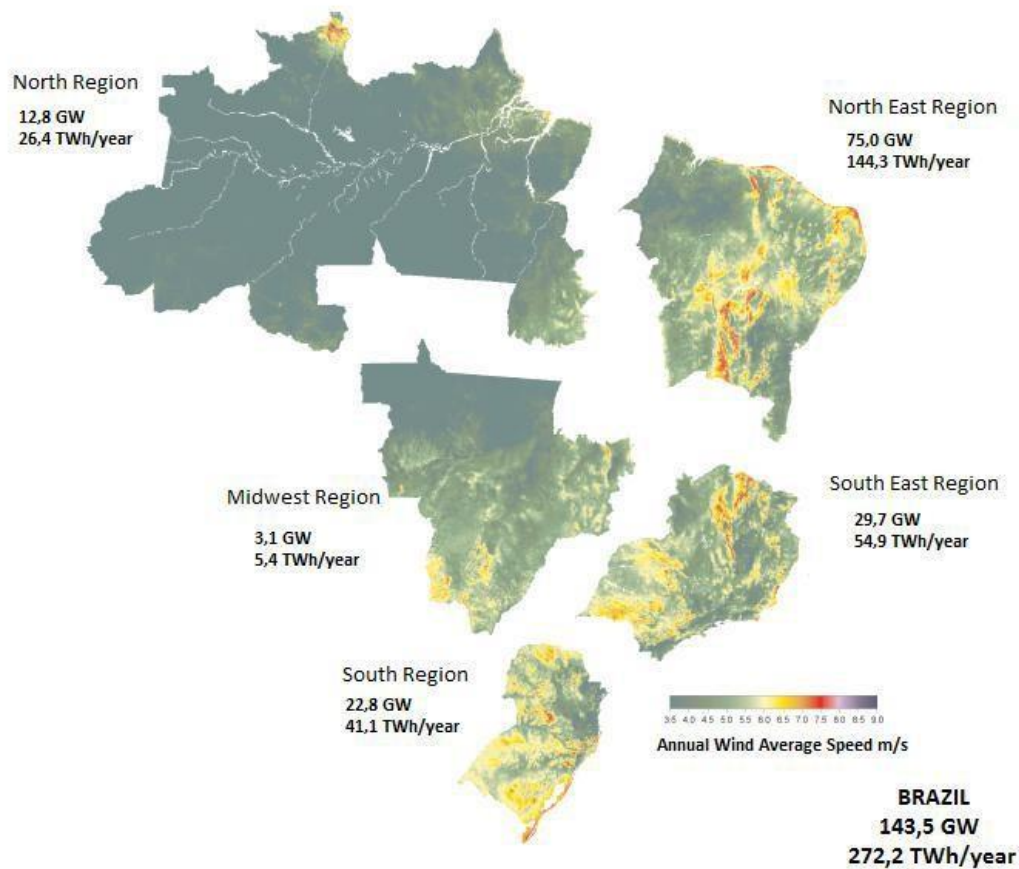 North Region
12,8 GW
26,4 TWh/year
North East Region
75,0 GW
144,3 TWh/year
Midwest Region
3,1 GW
5,4 TWh/year
South East Region
29,7 GW
54,9 TWh/year
South Region
22,8 GW
41,1 TWh/year
3.5 4.0 4.5 5.0 5.5 6.0 6.5 7.0 7.5 8.0 8.5 9.0
Annual Wind Average Speed m/s
BRAZIL
143,5 GW
272,2 TWh/year